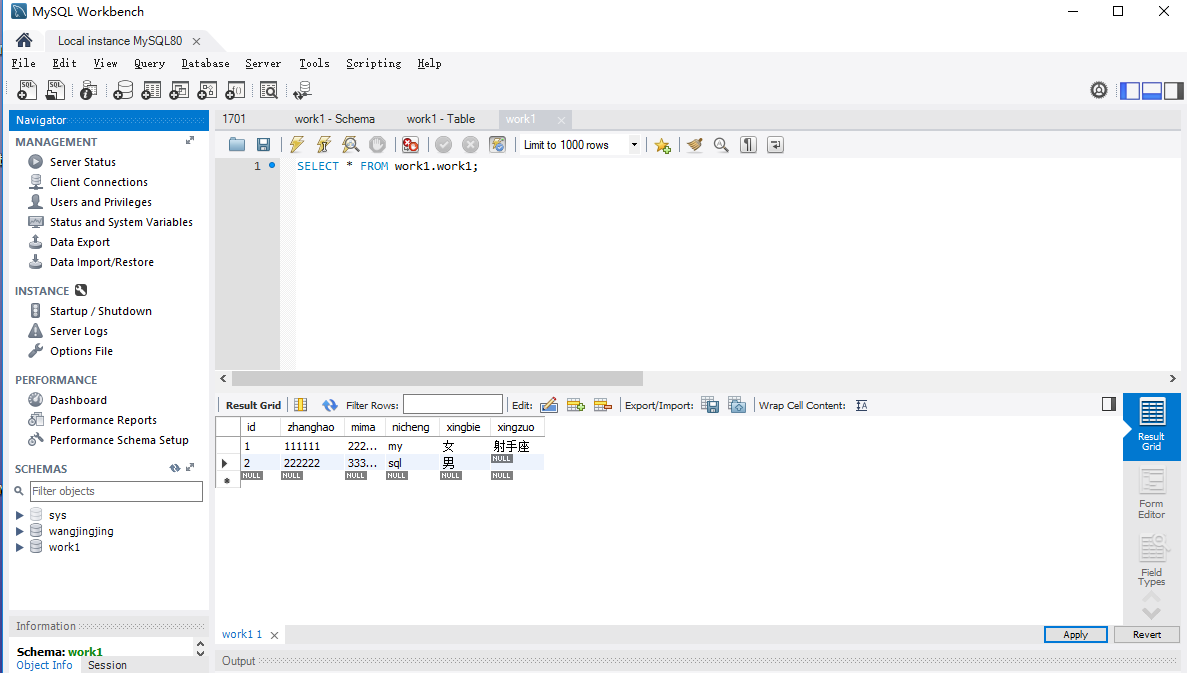 MySQL Workbench
Local instance MySQL80
File Edit View Query Database Server Tools Scripting Help
Navigator
MANAGEMENT
Server Status
Client Connections
Users and Privileges
Status and System Variables
Data Export
Data Import/Restore
INSTANCE
Startup / Shutdown
Server Logs
Options File
PERFORMANCE
Dashboard
Performance Reports
Performance Schema Setup
SCHEMAS
Filter objects
sys
wangjingjing
work1
Information
Schema: work1
Object Info Session
1701 work1 - Schema work1 - Table work1
Limit to 1000 rows
1 SELECT * FROM work1.work1;
Result Grid Filter Rows: Edit: Export/Import: Wrap Cell Content:
id zhanghao mima nicheng xingbie xingzuo
1 111111 222... my 女 射手座
2 222222 333... sql 男 NULL
NULL NULL NULL NULL NULL NULL
Result
Grid
Form
Editor
Field
Types
work1 1
Apply Revert
Output